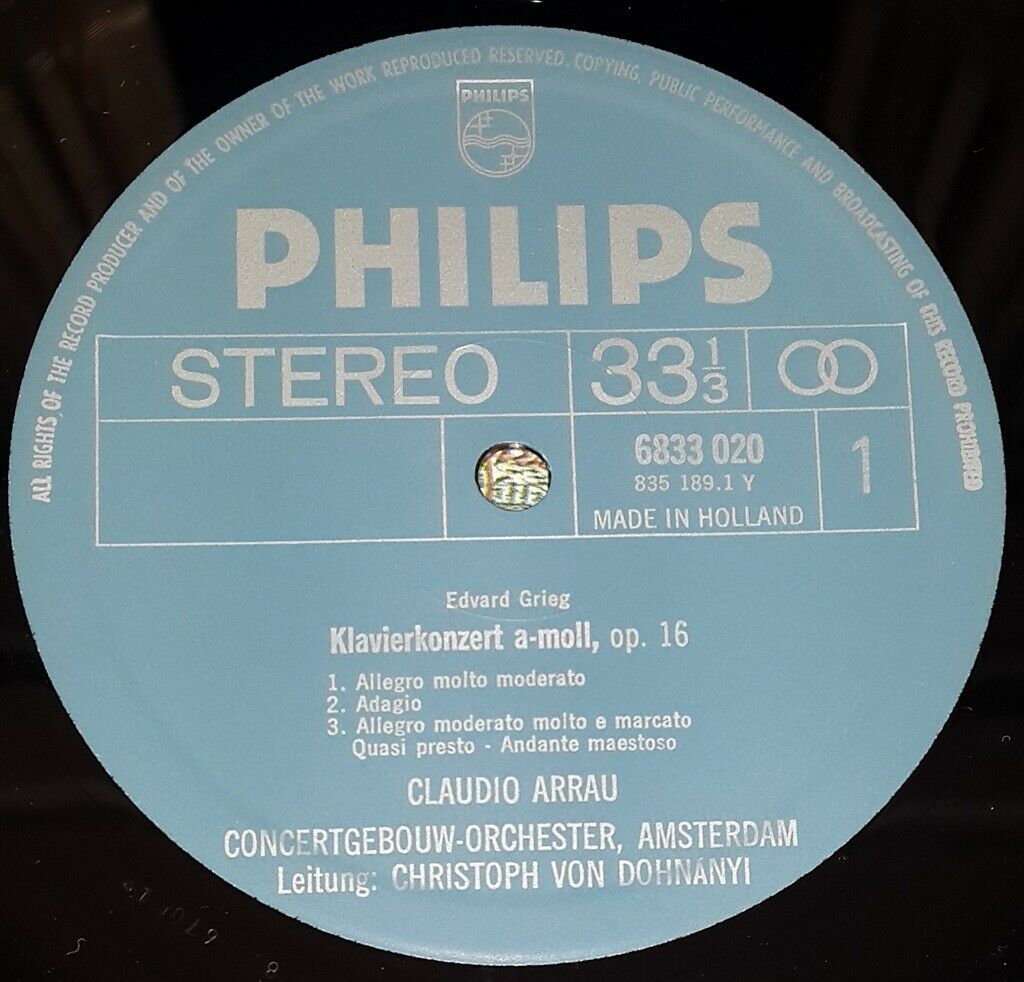 ALL RIGHTS OF THE RECORD PRODUCER AND OF THE OWNER OF THE WORK REPRODUCED RESERVED. COPYING, PUBLIC PERFORMANCE AND BROADCASTING OF THIS RECORD PROHIBITED
PHILIPS
PHILIPS
STEREO 33 1/3
6833 020 1
835 189.1 Y
MADE IN HOLLAND
Edvard Grieg
Klavierkonzert a-moll, op. 16
1. Allegro molto moderato
2. Adagio
3. Allegro moderato molto e marcato
Quasi presto - Andante maestoso
CLAUDIO ARRAU
CONCERTGEBOUW-ORCHESTER, AMSTERDAM
Leitung: CHRISTOPH VON DOHNÁNYI